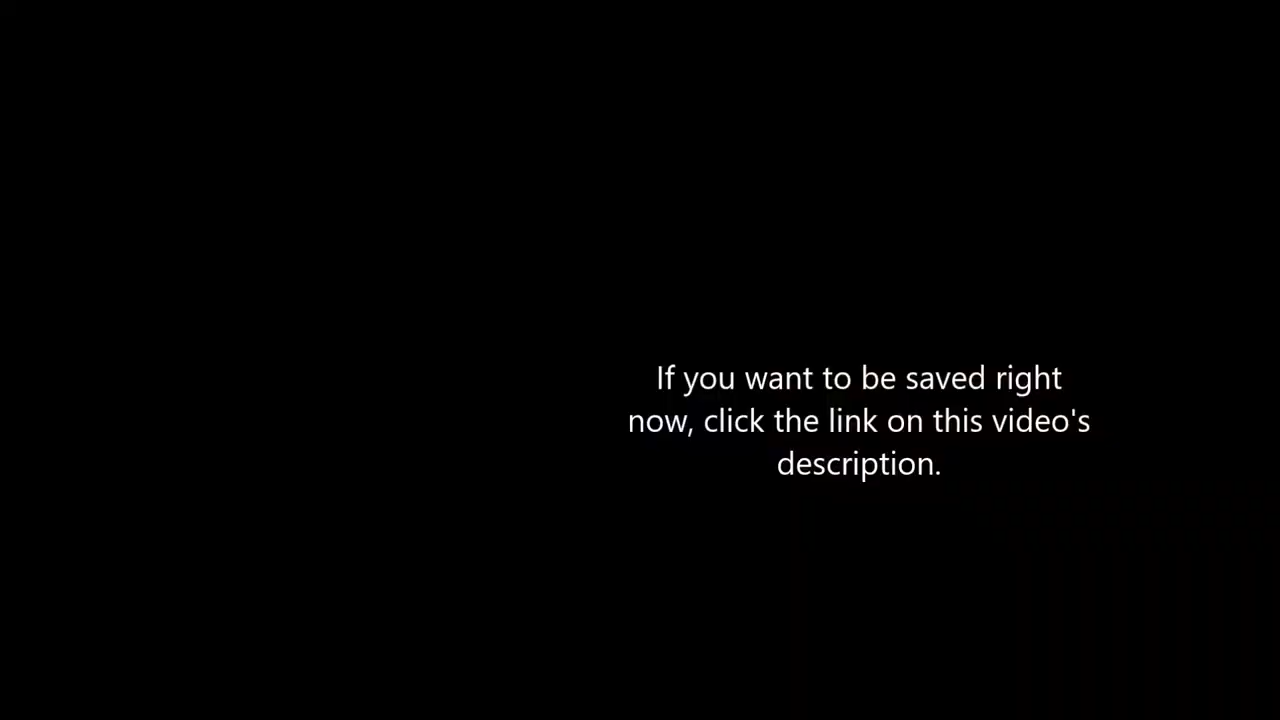 If you want to be saved right
now, click the link on this video's
description.